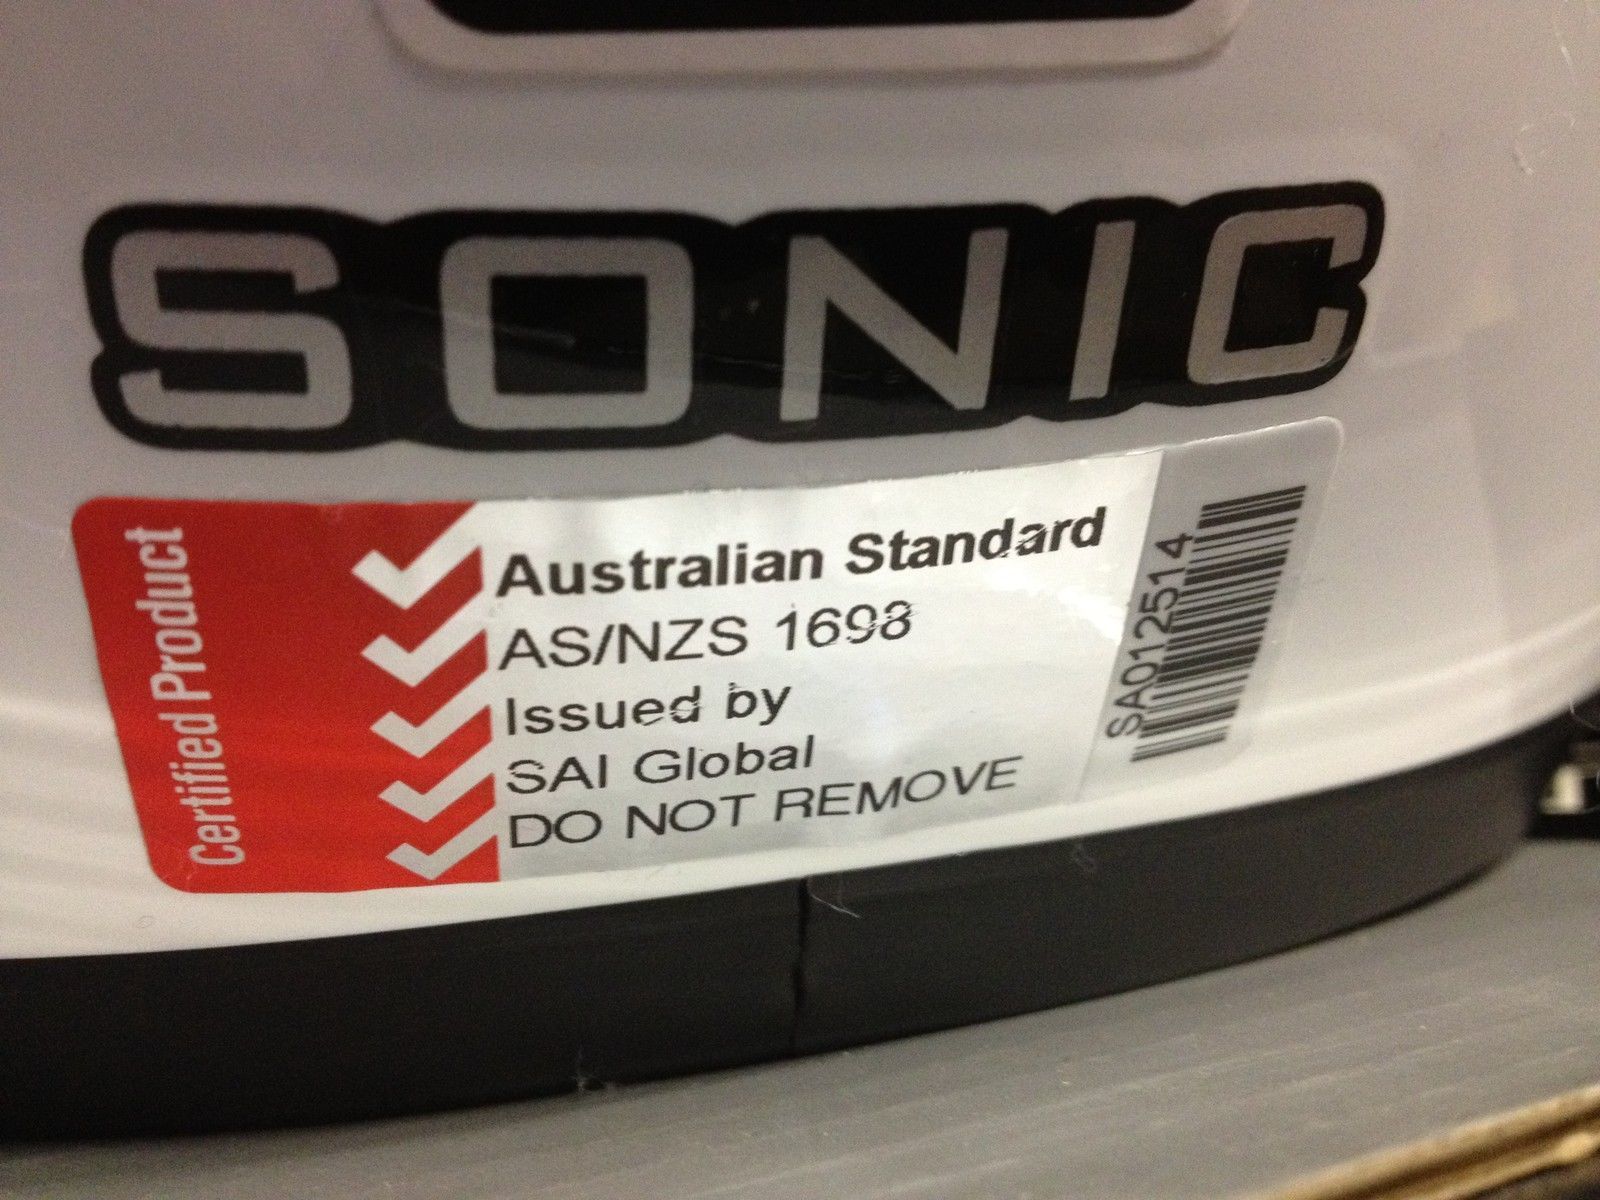 SONIC
Certified Product
Australian Standard
AS/NZS 1698
Issued by
SAI Global
DO NOT REMOVE
SA012514